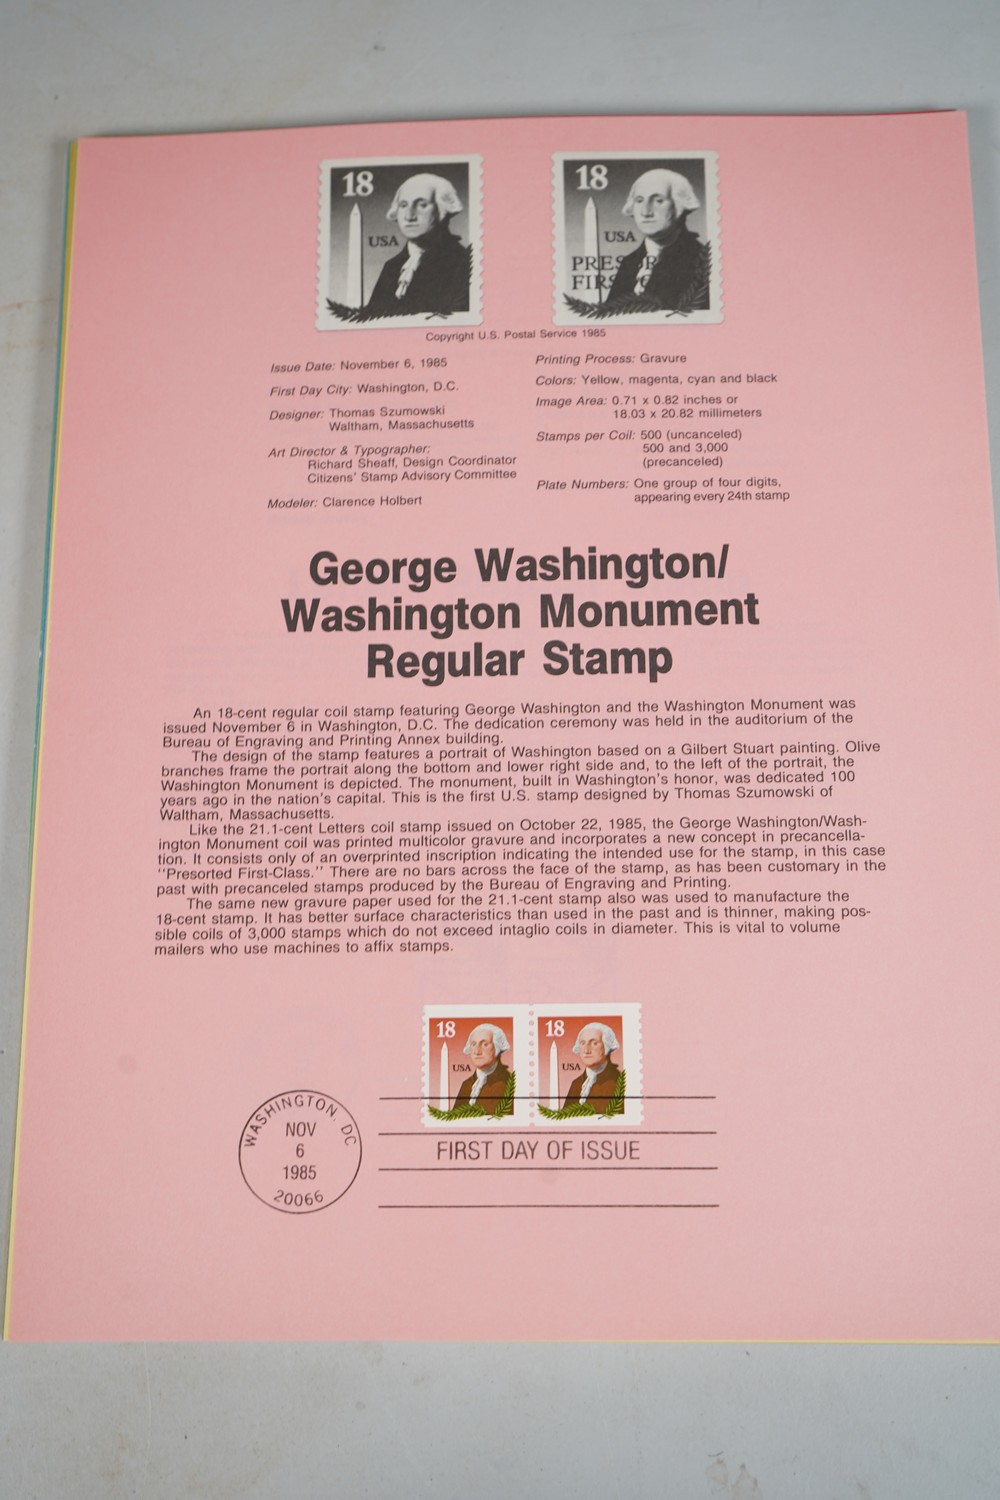 18
USA
18
USA
Copyright U.S. Postal Service 1985
Issue Date: November 6, 1985
First Day City: Washington, D.C.
Designer: Thomas Szumowski
Waltham, Massachusetts
Art Director & Typographer:
Richard Sheaff, Design Coordinator
Citizens' Stamp Advisory Committee
Modeler: Clarence Holbert
Printing Process: Gravure
Colors: Yellow, magenta, cyan and black
Image Area: 0.71 x 0.82 inches or
18.03 x 20.82 millimeters
Stamps per Coil: 500 (uncanceled)
500 and 3,000
(precanceled)
Plate Numbers: One group of four digits,
appearing every 24th stamp
George Washington/
Washington Monument
Regular Stamp
An 18-cent regular coil stamp featuring George Washington and the Washington Monument was
issued November 6 in Washington, D.C. The dedication ceremony was held in the auditorium of the
Bureau of Engraving and Printing Annex building.
The design of the stamp features a portrait of Washington based on a Gilbert Stuart painting. Olive
branches frame the portrait along the bottom and lower right side and, to the left of the portrait, the
Washington Monument is depicted. The monument, built in Washington's honor, was dedicated 100
years ago in the nation's capital. This is the first U.S. stamp designed by Thomas Szumowski of
Waltham, Massachusetts.
Like the 21.1-cent Letters coil stamp issued on October 22, 1985, the George Washington/Wash-
ington Monument coil was printed multicolor gravure and incorporates a new concept in precancella-
tion. It consists only of an overprinted inscription indicating the intended use for the stamp, in this case
"Presorted First-Class." There are no bars across the face of the stamp, as has been customary in the
past with precanceled stamps produced by the Bureau of Engraving and Printing.
The same new gravure paper used for the 21.1-cent stamp also was used to manufacture the
18-cent stamp. It has better surface characteristics than used in the past and is thinner, making pos-
sible coils of 3,000 stamps which do not exceed intaglio coils in diameter. This is vital to volume
mailers who use machines to affix stamps.
18
USA
18
USA
WASHINGTON, DC
NOV
6
1985
20066
FIRST DAY OF ISSUE